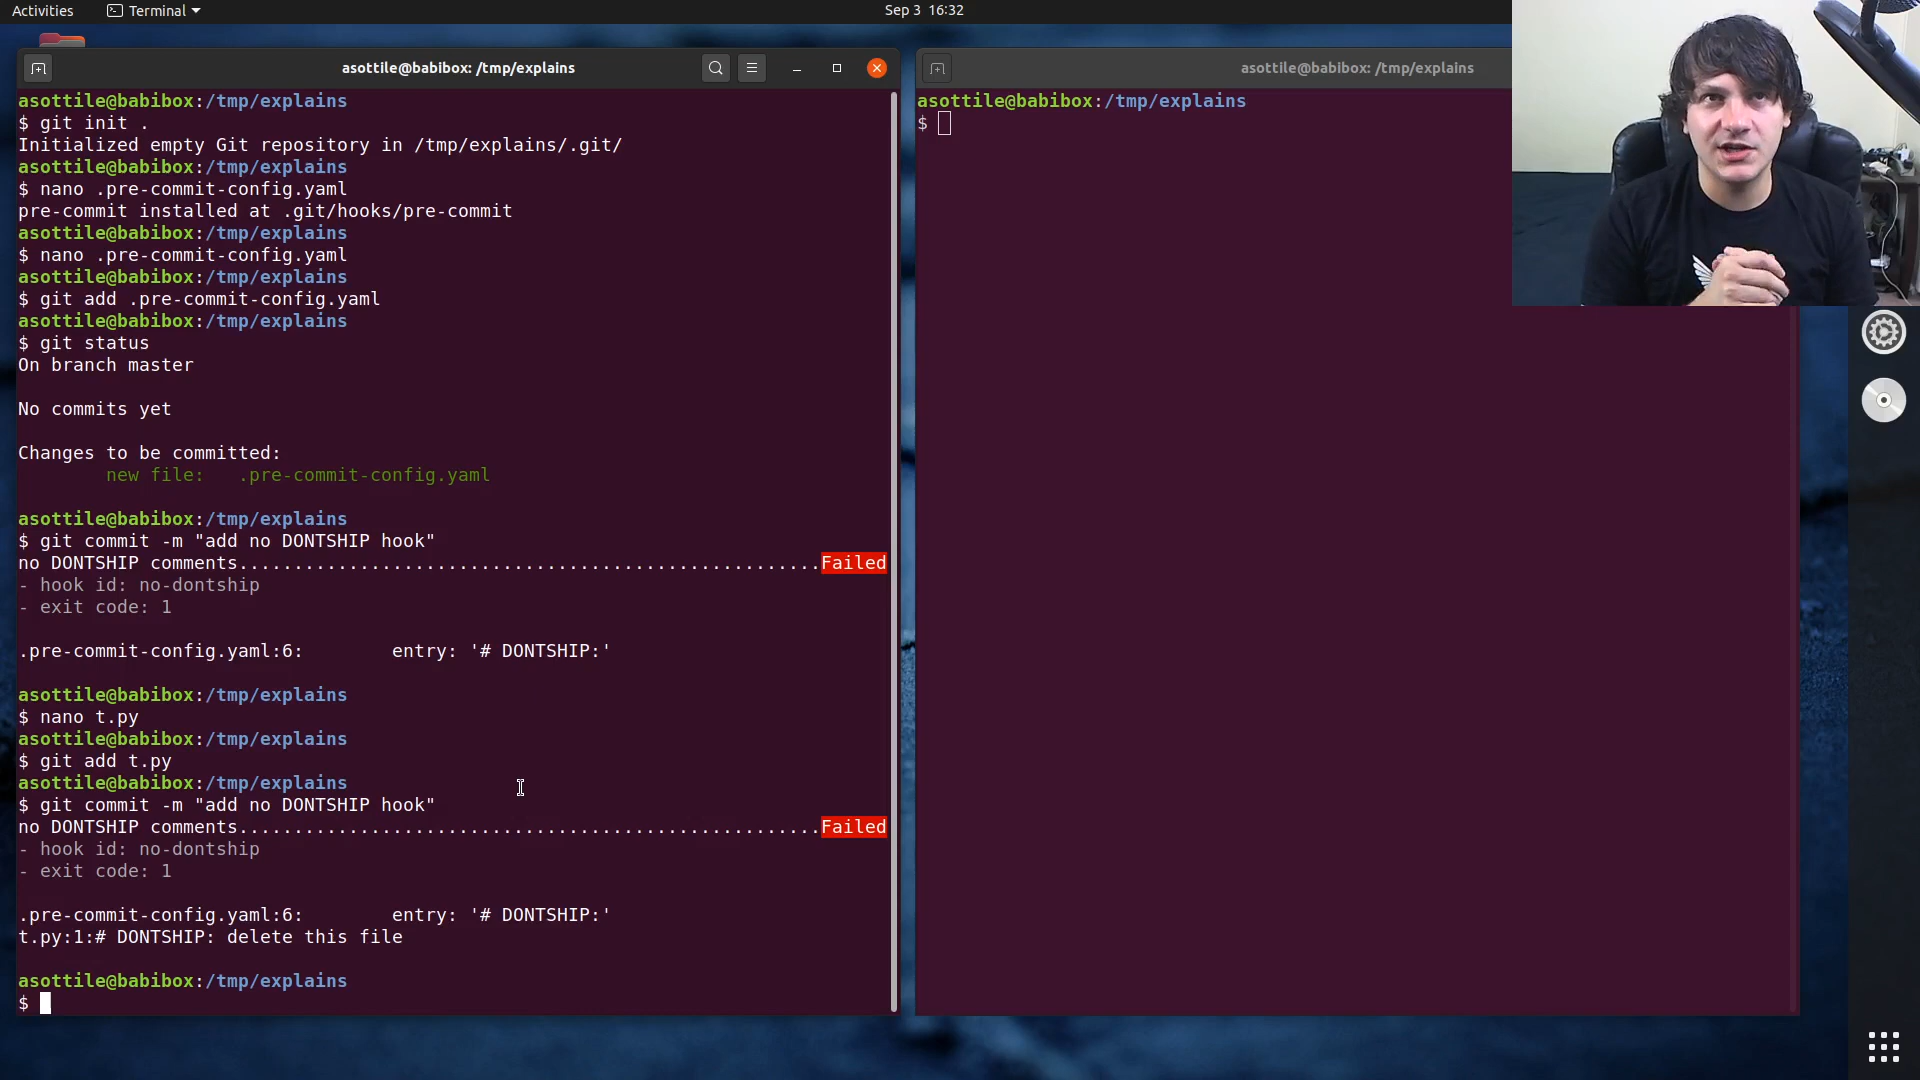 Activities
Terminal
Sep 3 16:32
asottile@babibox: /tmp/explains
asottile@babibox:/tmp/explains
$ git init .
Initialized empty Git repository in /tmp/explains/.git/
asottile@babibox:/tmp/explains
$ nano .pre-commit-config.yaml
pre-commit installed at .git/hooks/pre-commit
asottile@babibox:/tmp/explains
$ nano .pre-commit-config.yaml
asottile@babibox:/tmp/explains
$ git add .pre-commit-config.yaml
asottile@babibox:/tmp/explains
$ git status
On branch master
No commits yet
Changes to be committed:
new file:   .pre-commit-config.yaml
asottile@babibox:/tmp/explains
$ git commit -m "add no DONTSHIP hook"
no DONTSHIP comments.....................................................Failed
- hook id: no-dontship
- exit code: 1
.pre-commit-config.yaml:6:        entry: '# DONTSHIP:'
asottile@babibox:/tmp/explains
$ nano t.py
asottile@babibox:/tmp/explains
$ git add t.py
asottile@babibox:/tmp/explains
$ git commit -m "add no DONTSHIP hook"
no DONTSHIP comments.....................................................Failed
- hook id: no-dontship
- exit code: 1
.pre-commit-config.yaml:6:        entry: '# DONTSHIP:'
t.py:1:# DONTSHIP: delete this file
asottile@babibox:/tmp/explains
$
asottile@babibox: /tmp/explains
asottile@babibox:/tmp/explains
$